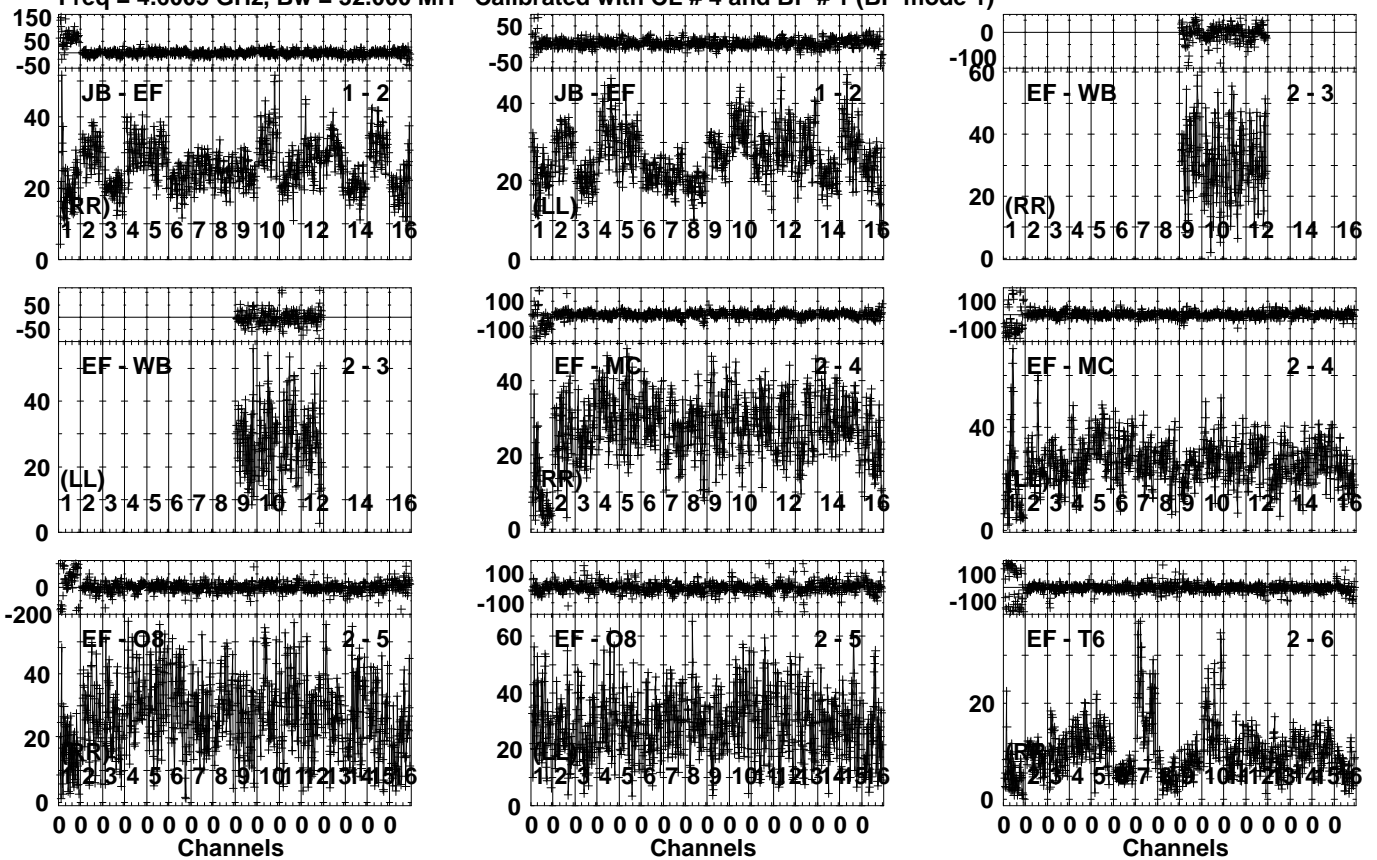 Freq = 4.6005 GHz, Bw = 32.000 MH Calibrated with CL # 4 and BP # 1 (BP mode 1)
150
50
-50
JB - EF 1 - 2
40
20
(RR)
1 2 3 4 5 6 7 8 9 10 12 14 16
0
50
-50
JB - EF 1 - 2
40
20
(LL)
1 2 3 4 5 6 7 8 9 10 12 14 16
0
0
-100
60
EF - WB 2 - 3
40
20
(RR)
1 2 3 4 5 6 7 8 9 10 12 14 16
0
50
-50
EF - WB 2 - 3
40
20
(LL)
1 2 3 4 5 6 7 8 9 10 12 14 16
0
100
-100
EF - MC 2 - 4
40
20
(RR)
2 3 4 5 6 7 8 9 10 12 14 16
0
100
-100
EF - MC 2 - 4
40
1 2 3 4 5 6 7 8 9 10 12 14 16
0
0
-200
EF - O8 2 - 5
40
20
(RR)
1 2 3 4 5 6 7 8 9 10 11 12 13 14 15 16
0
100
-100
EF - O8 2 - 5
60
40
20
(LL)
1 2 3 4 5 6 7 8 9 10 11 12 13 14 15 16
0
100
-100
EF - T6 2 - 6
20
1 2 3 4 5 6 7 8 9 10 11 12 13 14 15 16
0
0 0 0 0 0 0 0 0 0 0 0 0 0 0 0 0
Channels
0 0 0 0 0 0 0 0 0 0 0 0 0 0 0 0
Channels
0 0 0 0 0 0 0 0 0 0 0 0 0 0 0 0
Channels